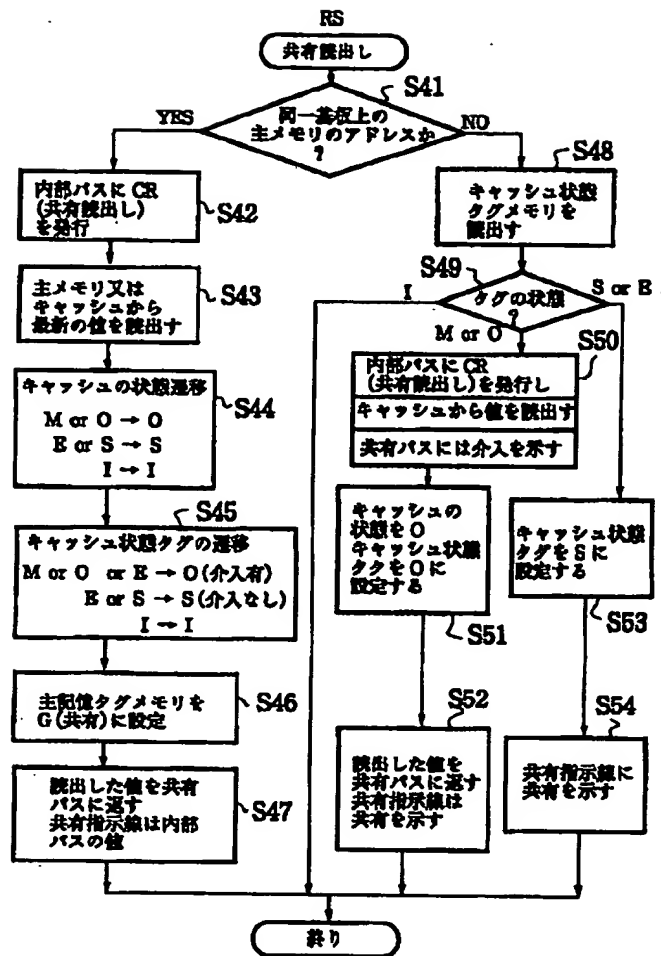 RS
共有読出し
S41
YES
同一基板上の
主メモリのアドレスか
?
NO
内部バスに CR
(共有読出し)
を発行
S42
主メモリ又は
キャッシュから
最新の値を読出す
S43
キャッシュの状態遷移
M or O → O
E or S → S
I → I
S44
S45
キャッシュ状態タグの遷移
M or O or E → O (介入有)
E or S → S (介入なし)
I → I
主記憶タグメモリを
G (共有) に設定
S46
読出した値を共有
バスに返す
共有指示線は内部
バスの値
S47
S48
キャッシュ状態
タグメモリを
読出す
S49
I
タグの状態
?
S or E
M or O
S50
内部バスに CR
(共有読出し) を発行し
キャッシュから値を読出す
共有バスには介入を示す
キャッシュの
状態を O
キャッシュ状態
タグを O に
設定する
S51
キャッシュ状態
タグを S に
設定する
S53
S52
読出した値を
共有バスに返す
共有指示線は
共有を示す
S54
共有指示線に
共有を示す
終り